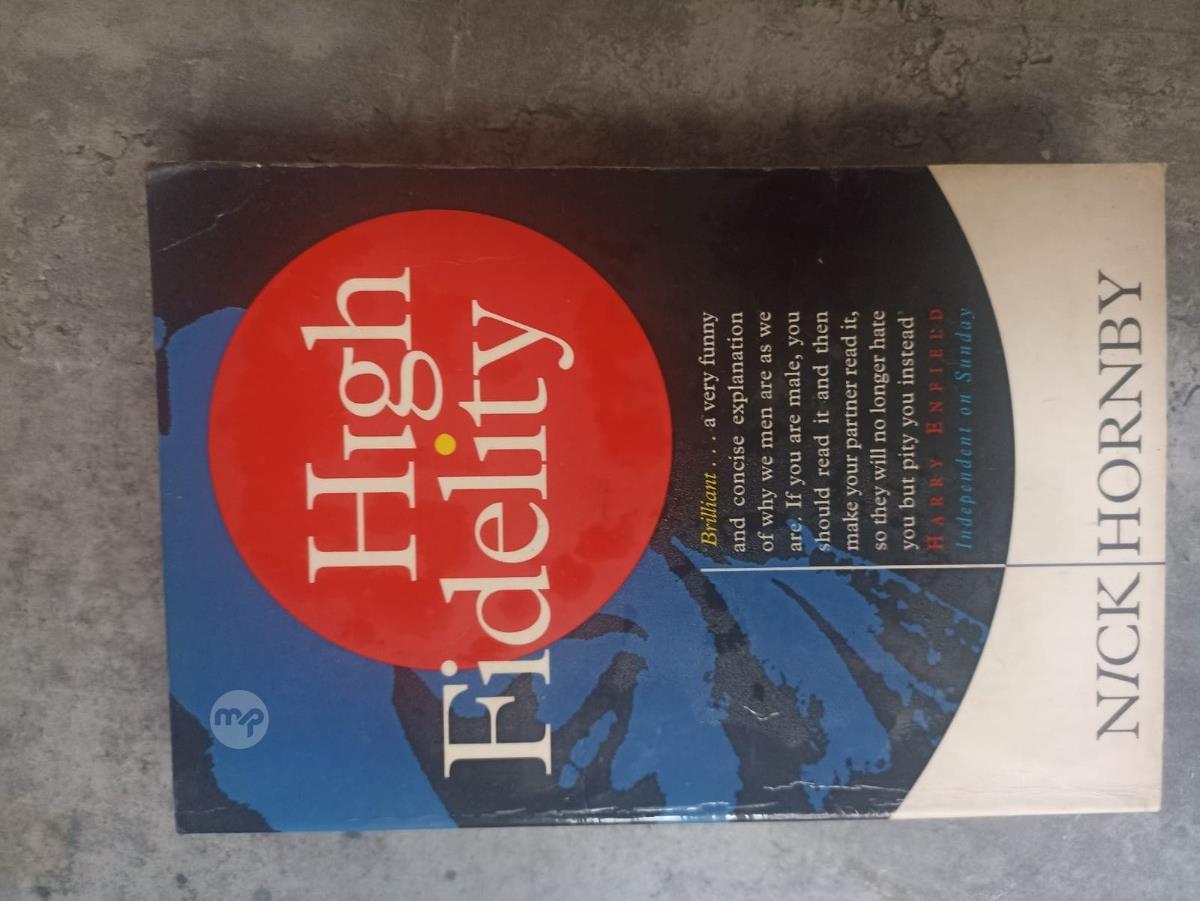 High
Fidelity
'Brilliant . . . a very funny
and concise explanation
of why we men are as we
are. If you are male, you
should read it and then
make your partner read it,
so they will no longer hate
you but pity you instead'
HARRY ENFIELD
Independent on Sunday
NICK HORNBY
mp